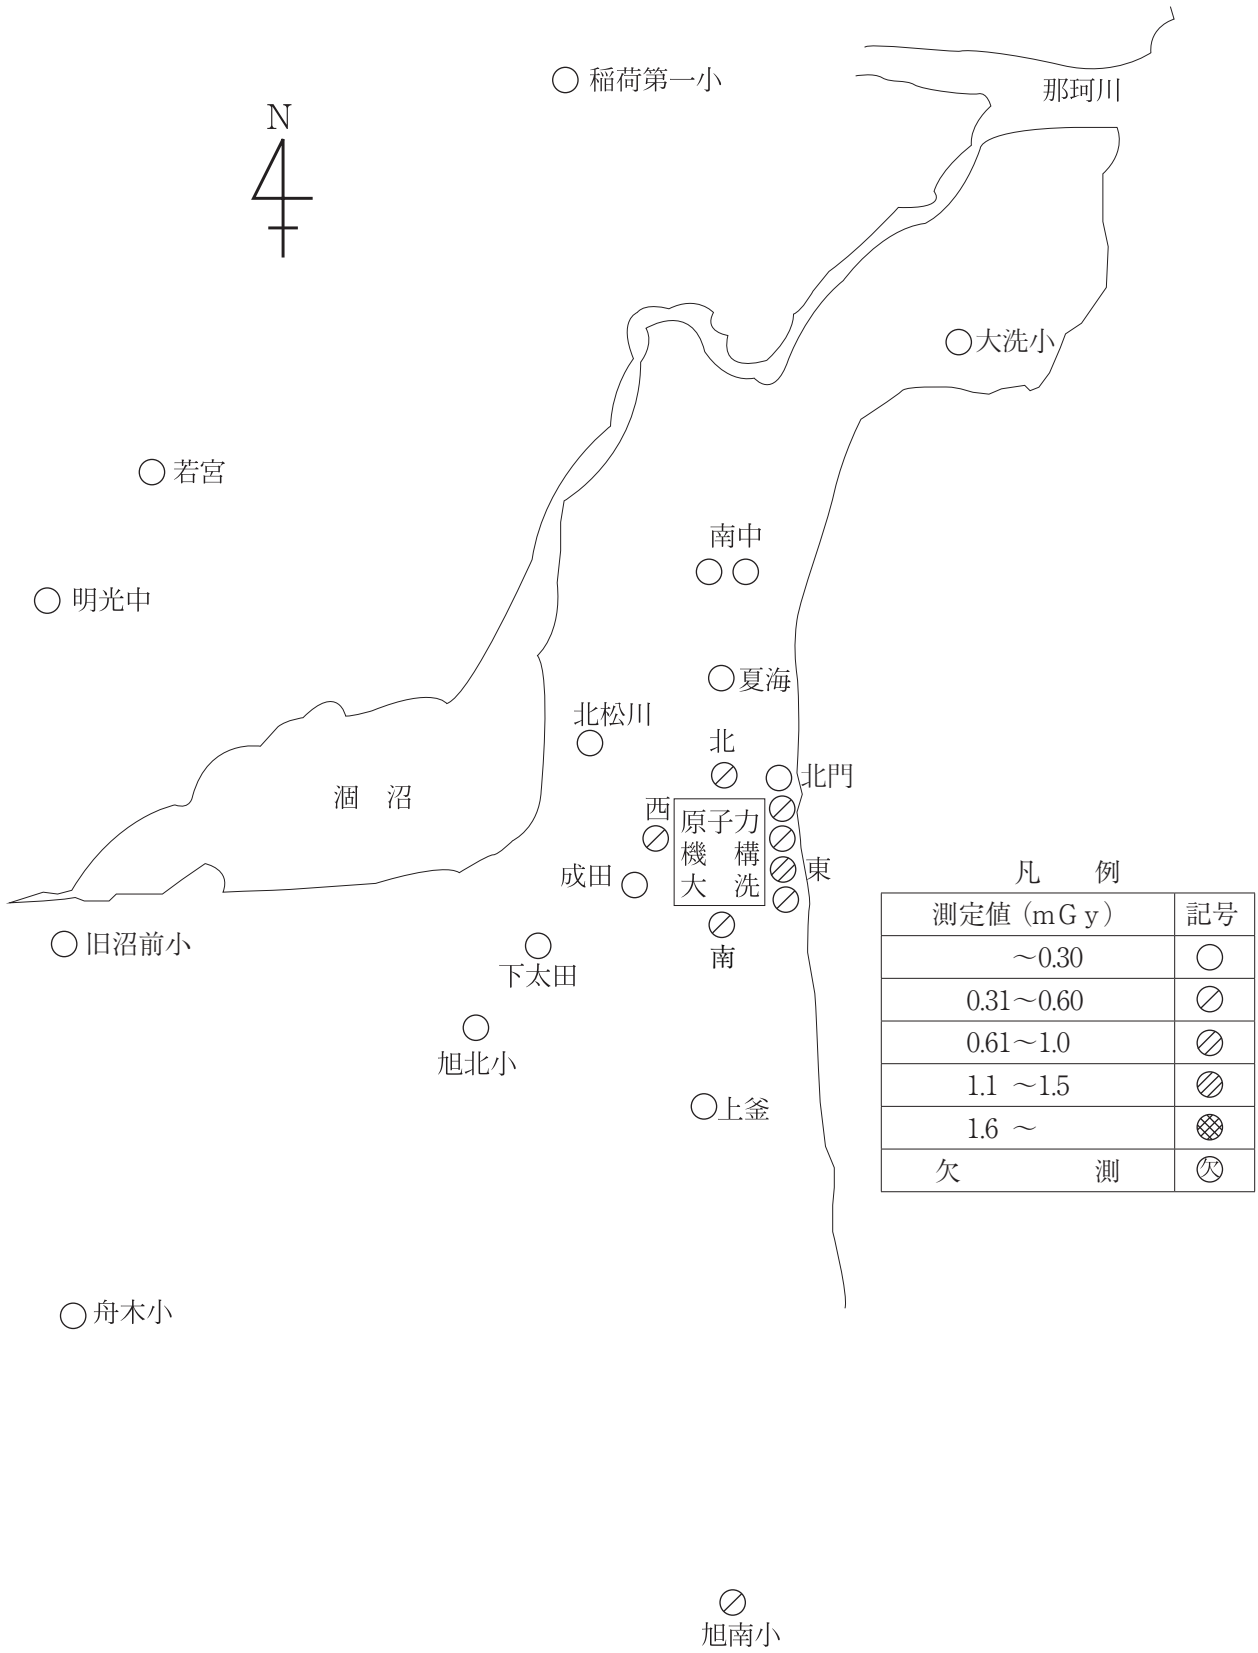 稲荷第一小
那珂川
N
大洗小
若宮
南中
明光中
夏海
北松川
北
北門
涸 沼
西
原子力
機 構
大 洗
東
成田
南
旧沼前小
下太田
旭北小
上釜
凡 例
測定値（mGy） 記号
～0.30
0.31～0.60
0.61～1.0
1.1 ～1.5
1.6 ～
欠 測 欠
舟木小
旭南小